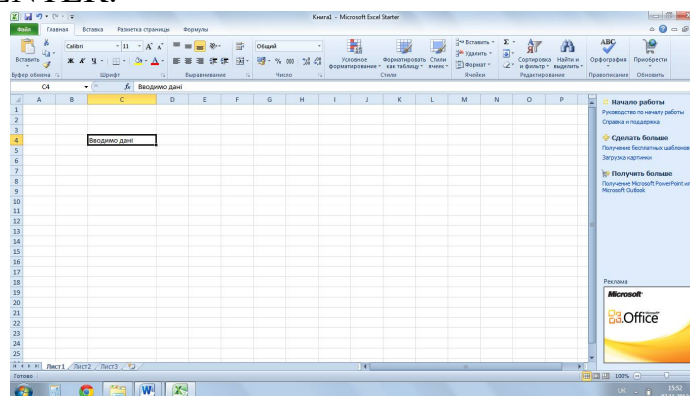 ENTER.
Книга1 - Microsoft Excel Starter
Файл Главная Вставка Разметка страницы Формулы
Вставить
Буфер обмена
Calibri 11
Ж К Ч
Шрифт
Выравнивание
Общий
% 000
Число
Условное форматирование
Форматировать как таблицу
Стили ячеек
Стили
Вставить
Удалить
Формат
Ячейки
Σ
Сортировка и фильтр
Найти и выделить
Редактирование
Орфография
Правописание
Приобрести
Обновить
C4 fx Вводимо дані
A B C D E F G H I J K L M N O P
1
2
3
4 Вводимо дані
5
6
7
8
9
10
11
12
13
14
15
16
17
18
19
20
21
22
23
24
25
Начало работы
Руководство по началу работы
Справка и поддержка
Сделать больше
Получение бесплатных шаблонов
Загрузка картинки
Получить больше
Получение Microsoft PowerPoint
Microsoft Outlook
Реклама
Microsoft
Office
Лист1 Лист2 Лист3
Готово 100%
UK 15:52